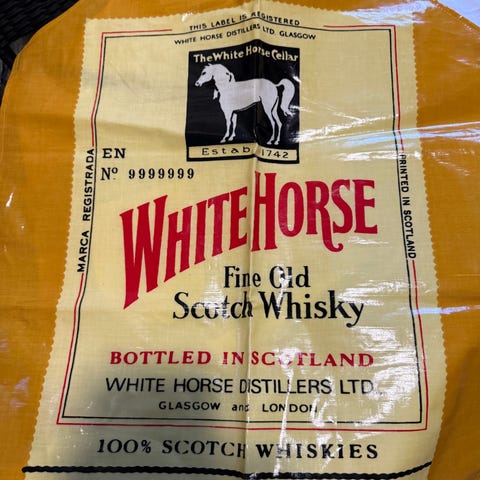 THIS LABEL IS REGISTERED
WHITE HORSE DISTILLERS LTD. GLASGOW
The White Horse Cellar
Estab. 1742
EN
Nº 9999999
MARCA REGISTRADA
PRINTED IN SCOTLAND
WHITE HORSE
Fine Old
Scotch Whisky
BOTTLED IN SCOTLAND
WHITE HORSE DISTILLERS LTD.,
GLASGOW and LONDON
100% SCOTCH WHISKIES